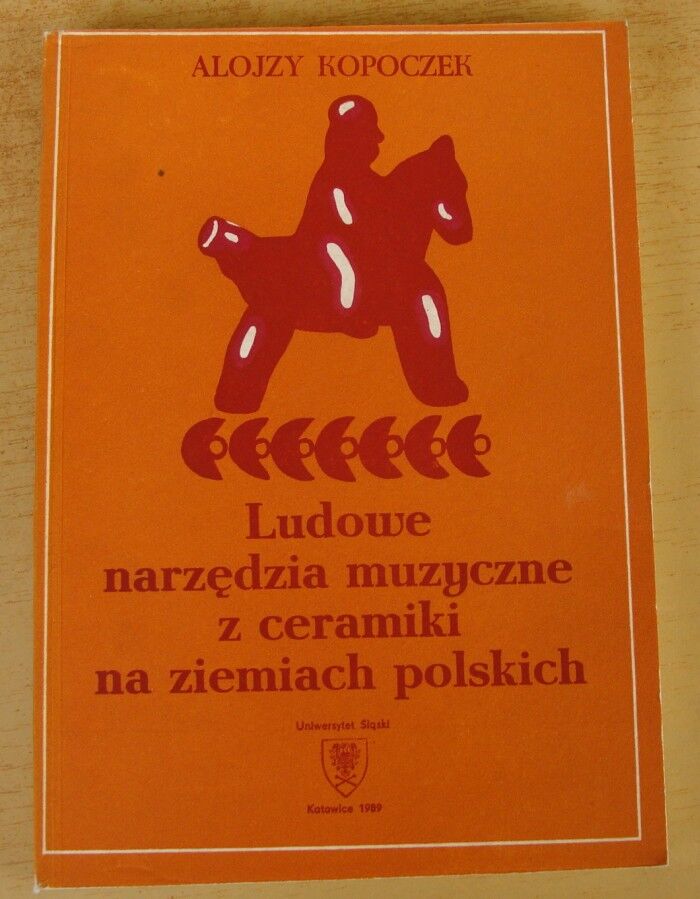 ALOJZY KOPOCZEK
Ludowe
narzędzia muzyczne
z ceramiki
na ziemiach polskich
Uniwersytet Śląski
Katowice 1989